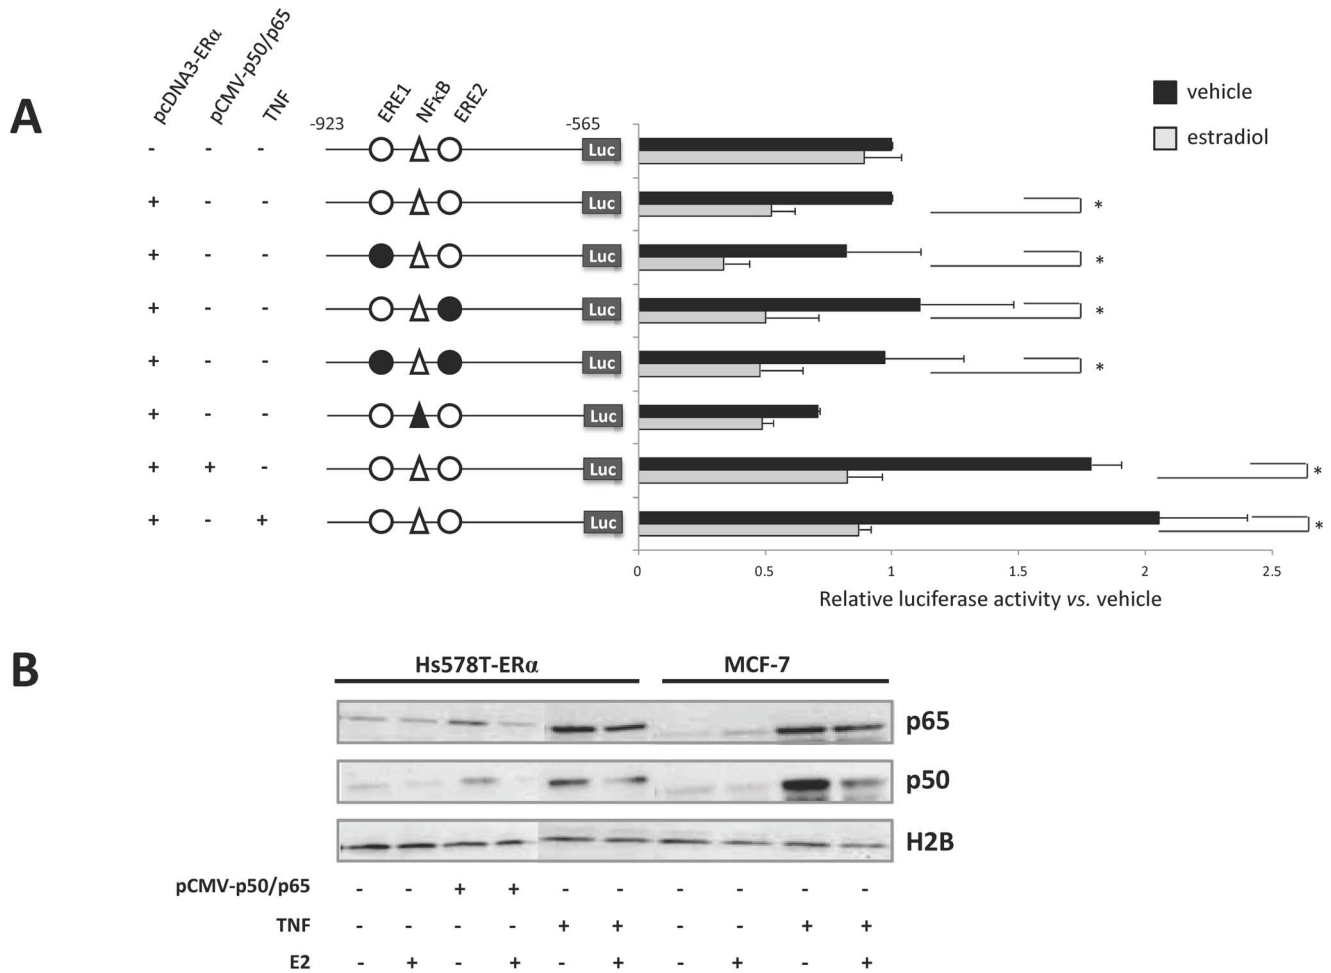 A
pcDNA3-ERα
pCMV-p50/p65
TNF
ERE1
NFκB
ERE2
-923
-565
vehicle
estradiol
- - - Luc
+ - - Luc *
+ - - Luc *
+ - - Luc *
+ - - Luc *
+ - - Luc
+ + - Luc *
+ - + Luc *
0 0.5 1 1.5 2 2.5
Relative luciferase activity vs. vehicle
B
Hs578T-ERα MCF-7
p65
p50
H2B
pCMV-p50/p65 - - + + - - - - - -
TNF - - - - + + - - + +
E2 - + - + - + - + - +